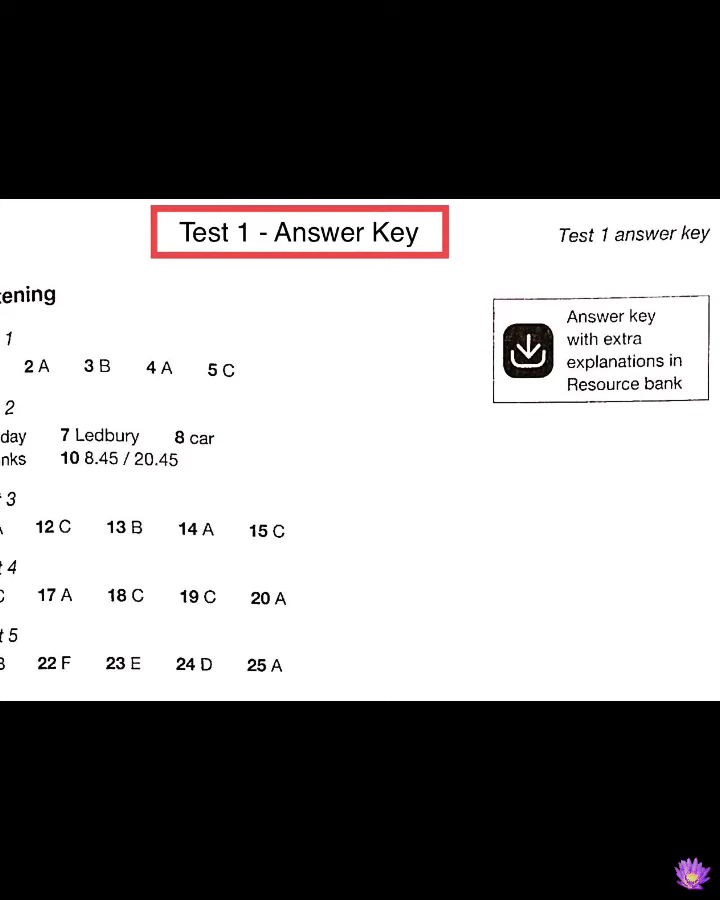 Test 1 - Answer Key
Test 1 answer key
tening
1
2 A 3 B 4 A 5 C
2
day 7 Ledbury 8 car
nks 10 8.45 / 20.45
3
12 C 13 B 14 A 15 C
t 4
C 17 A 18 C 19 C 20 A
t 5
B 22 F 23 E 24 D 25 A
Answer key
with extra
explanations in
Resource bank